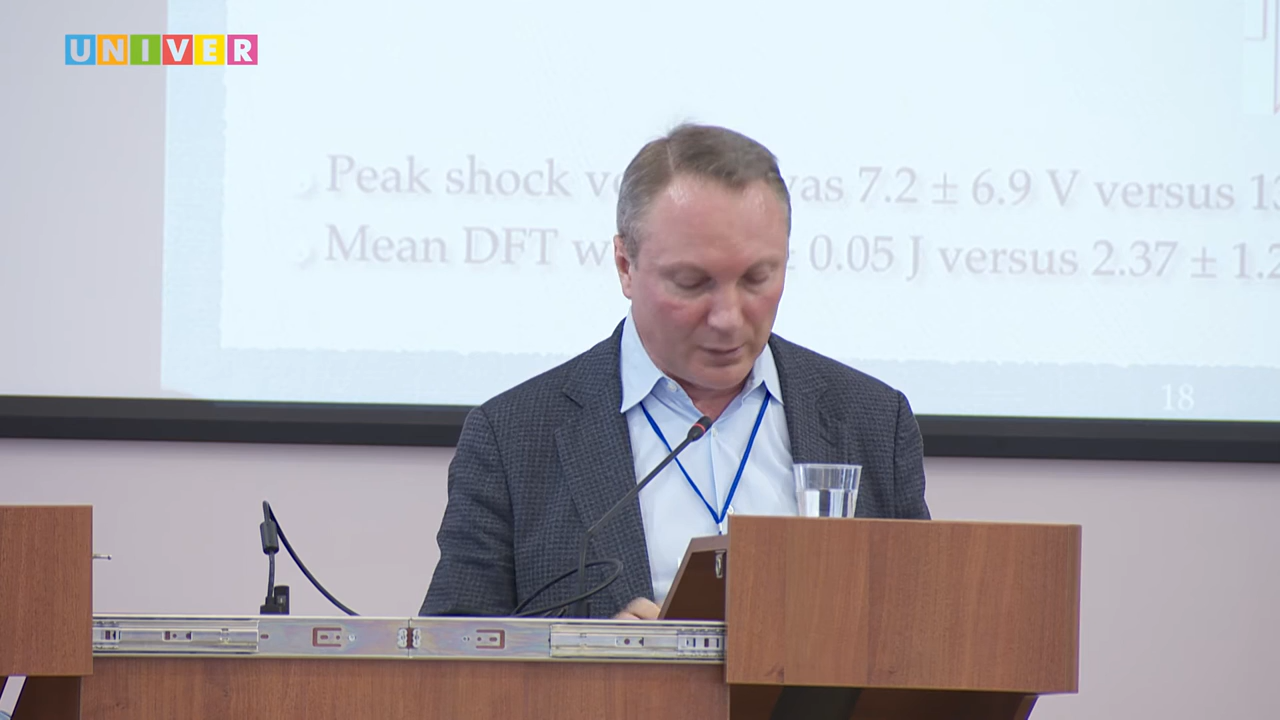 UNIVER
Peak shock vo was 7.2 ± 6.9 V versus 13
Mean DFT w ± 0.05 J versus 2.37 ± 1.2
18